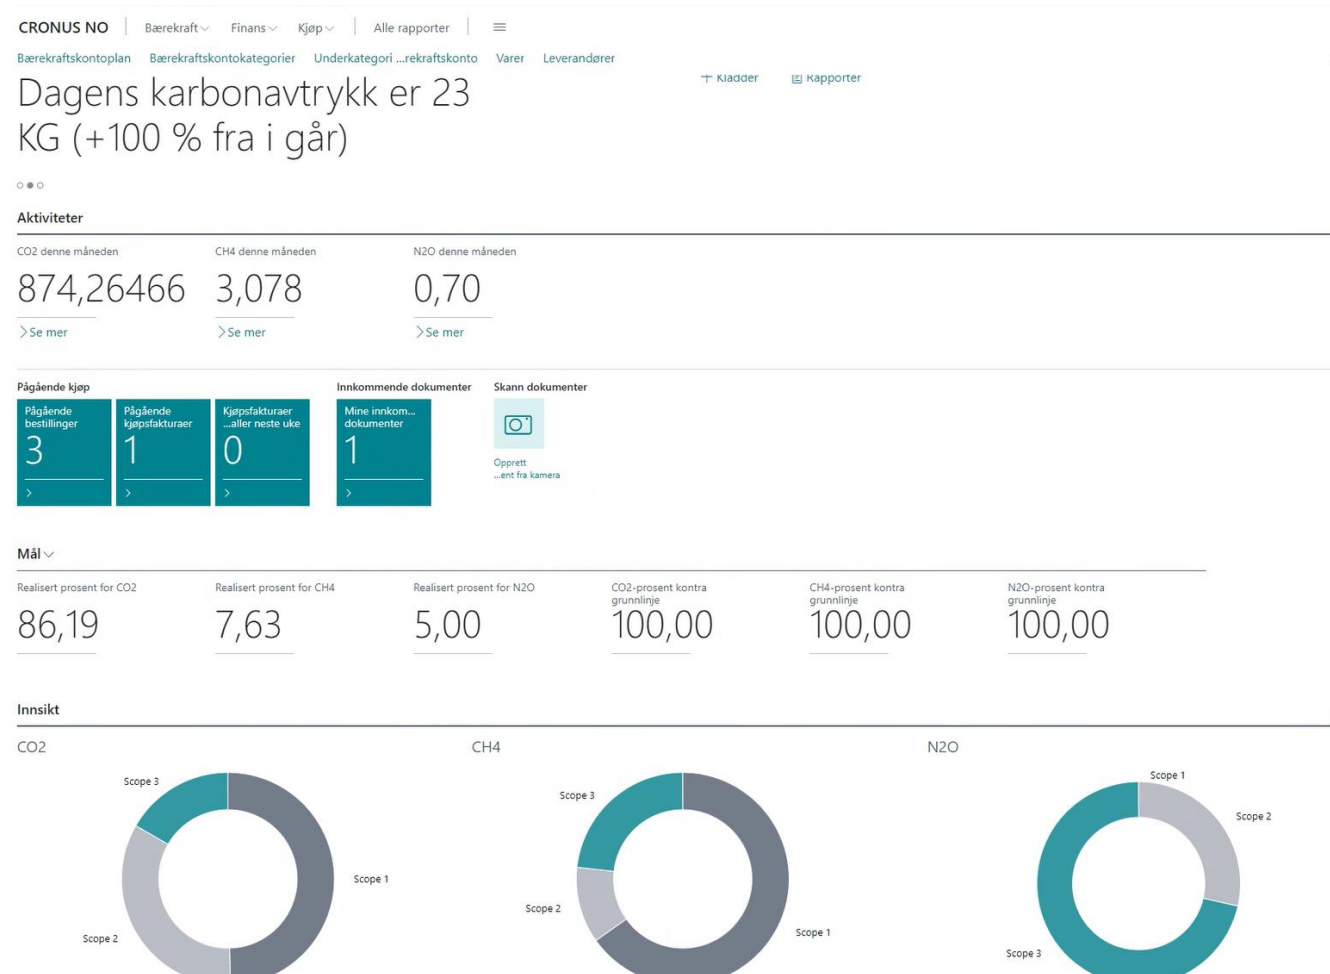 CRONUS NO Bærekraft Finans Kjøp Alle rapporter
Bærekraftskontoplan Bærekraftskontokategorier Underkategori ...rekraftskonto Varer Leverandører
Dagens karbonavtrykk er 23
KG (+100 % fra i går)
Kladder Rapporter
Aktiviteter
CO2 denne måneden CH4 denne måneden N2O denne måneden
874,26466 3,078 0,70
Se mer Se mer Se mer
Pågående kjøp Innkommende dokumenter Skann dokumenter
Pågående
bestillinger
3
Pågående
kjøpsfakturaer
1
Kjøpsfakturaer
...aller neste uke
0
Mine innkom...
dokumenter
1
Opprett
...ent fra kamera
Mål
Realisert prosent for CO2
86,19
Realisert prosent for CH4
7,63
Realisert prosent for N2O
5,00
CO2-prosent kontra
grunnlinje
100,00
CH4-prosent kontra
grunnlinje
100,00
N2O-prosent kontra
grunnlinje
100,00
Innsikt
CO2
Scope 3
Scope 1
Scope 2
CH4
Scope 3
Scope 2
Scope 1
N2O
Scope 1
Scope 2
Scope 3